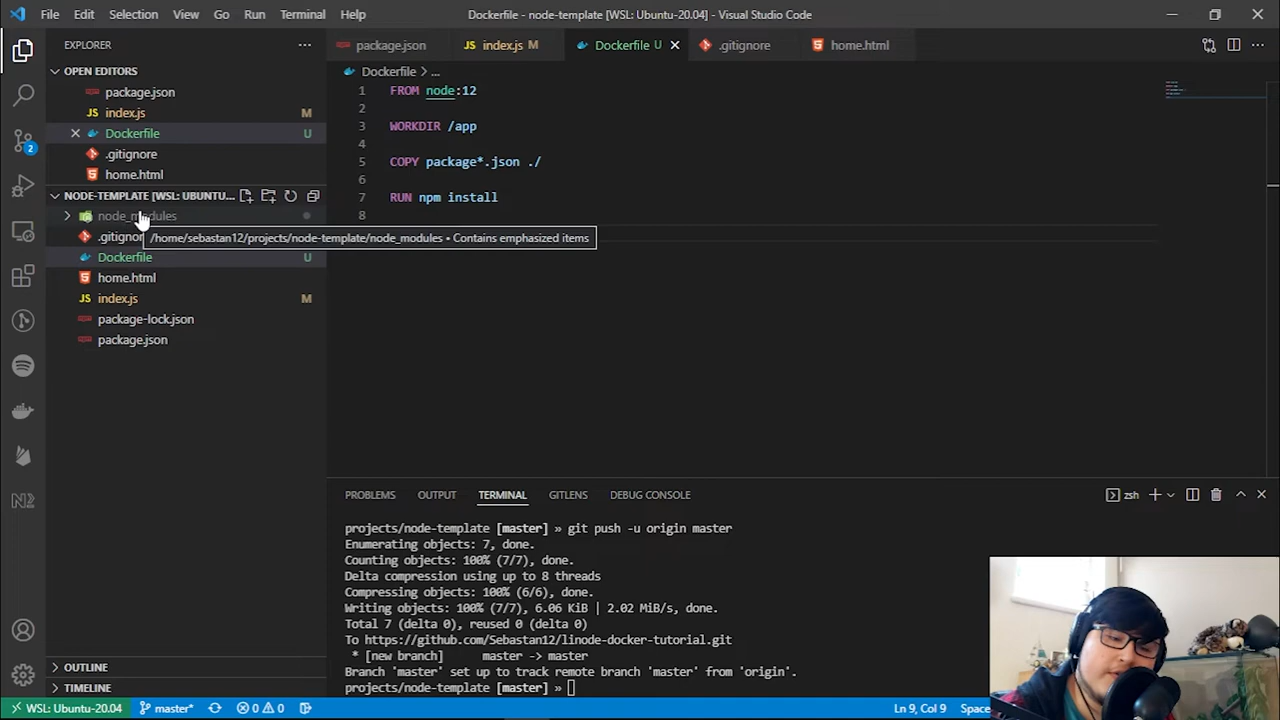 File Edit Selection View Go Run Terminal Help
Dockerfile - node-template [WSL: Ubuntu-20.04] - Visual Studio Code
EXPLORER
package.json
index.js M
Dockerfile U
.gitignore
home.html
OPEN EDITORS
package.json
index.js M
Dockerfile U
.gitignore
home.html
NODE-TEMPLATE [WSL: UBUNTU...
node_modules
.gitignor
/home/sebastan12/projects/node-template/node_modules • Contains emphasized items
Dockerfile U
home.html
index.js M
package-lock.json
package.json
OUTLINE
TIMELINE
Dockerfile > ...
1 FROM node:12
2
3 WORKDIR /app
4
5 COPY package*.json ./
6
7 RUN npm install
8
PROBLEMS OUTPUT TERMINAL GITLENS DEBUG CONSOLE
zsh
projects/node-template [master] » git push -u origin master
Enumerating objects: 7, done.
Counting objects: 100% (7/7), done.
Delta compression using up to 8 threads
Compressing objects: 100% (6/6), done.
Writing objects: 100% (7/7), 6.06 KiB | 2.02 MiB/s, done.
Total 7 (delta 0), reused 0 (delta 0)
To https://github.com/Sebastan12/linode-docker-tutorial.git
* [new branch] master -> master
Branch 'master' set up to track remote branch 'master' from 'origin'.
projects/node-template [master] »
2
WSL: Ubuntu-20.04 master* 0 0 Ln 9, Col 9 Space